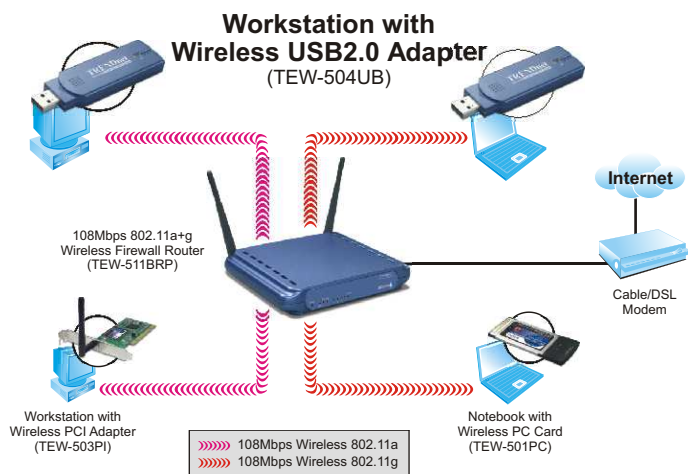 Workstation with
Wireless USB2.0 Adapter
(TEW-504UB)
TRENDnet
TRENDnet
Internet
108Mbps 802.11a+g
Wireless Firewall Router
(TEW-511BRP)
Cable/DSL
Modem
Workstation with
Wireless PCI Adapter
(TEW-503PI)
Notebook with
Wireless PC Card
(TEW-501PC)
108Mbps Wireless 802.11a
108Mbps Wireless 802.11g